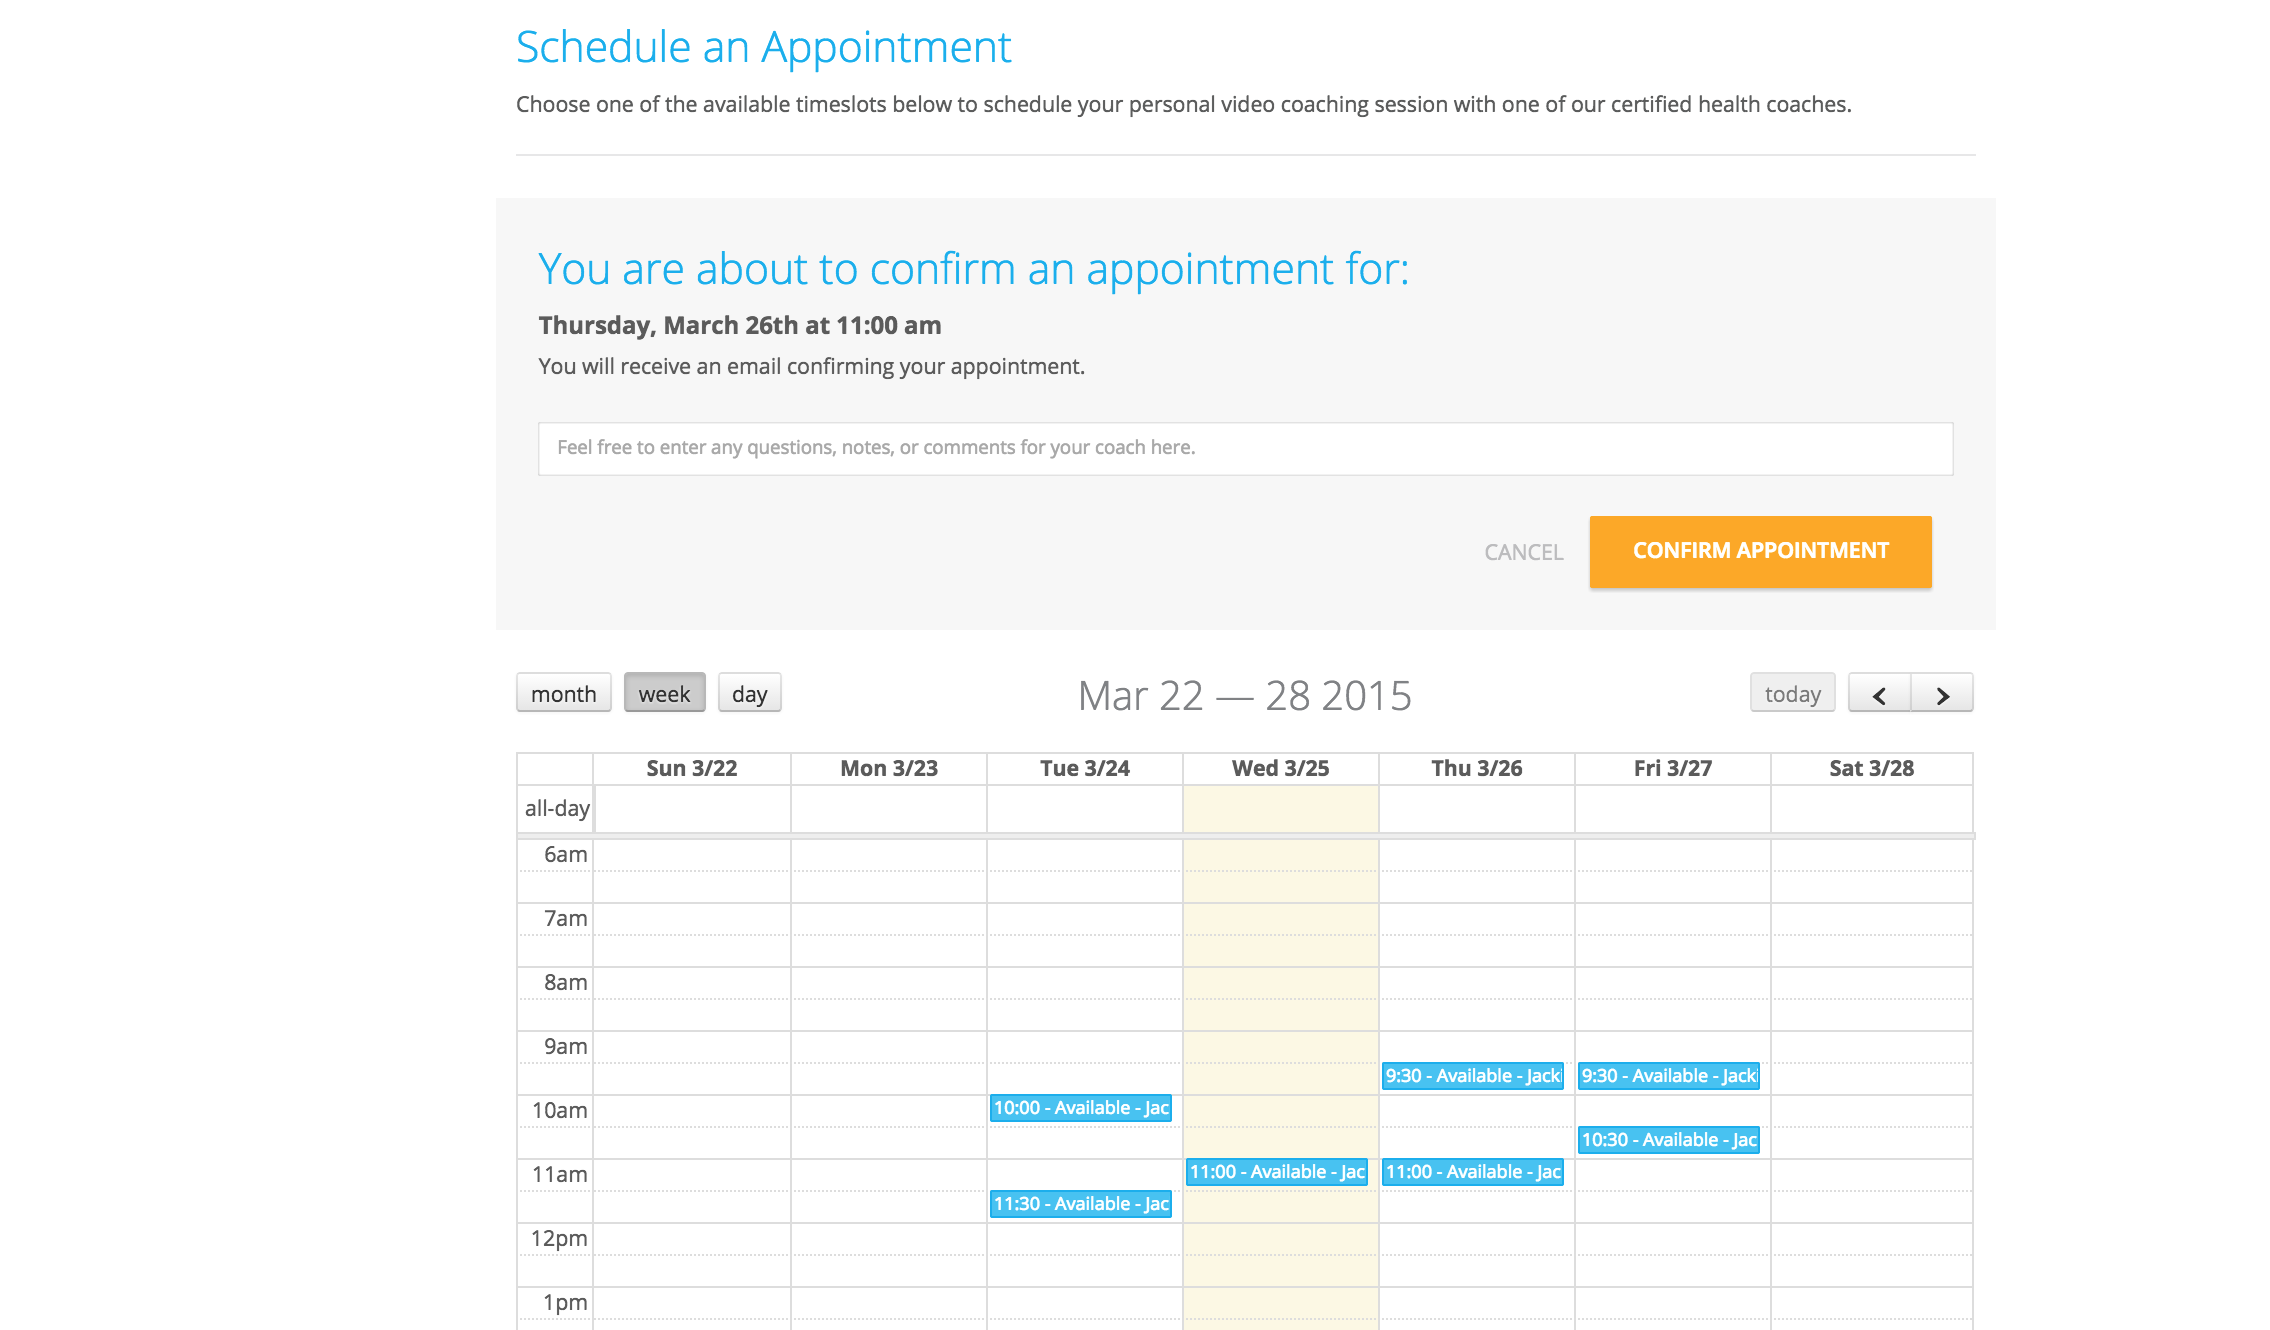 Schedule an Appointment
Choose one of the available timeslots below to schedule your personal video coaching session with one of our certified health coaches.
You are about to confirm an appointment for:
Thursday, March 26th at 11:00 am
You will receive an email confirming your appointment.
Feel free to enter any questions, notes, or comments for your coach here.
CANCEL CONFIRM APPOINTMENT
month week day Mar 22 — 28 2015 today < >
Sun 3/22 Mon 3/23 Tue 3/24 Wed 3/25 Thu 3/26 Fri 3/27 Sat 3/28
all-day
6am
7am
8am
9am
9:30 - Available - Jacki 9:30 - Available - Jacki
10am 10:00 - Available - Jac
10:30 - Available - Jac
11am 11:00 - Available - Jac 11:00 - Available - Jac
11:30 - Available - Jac
12pm
1pm